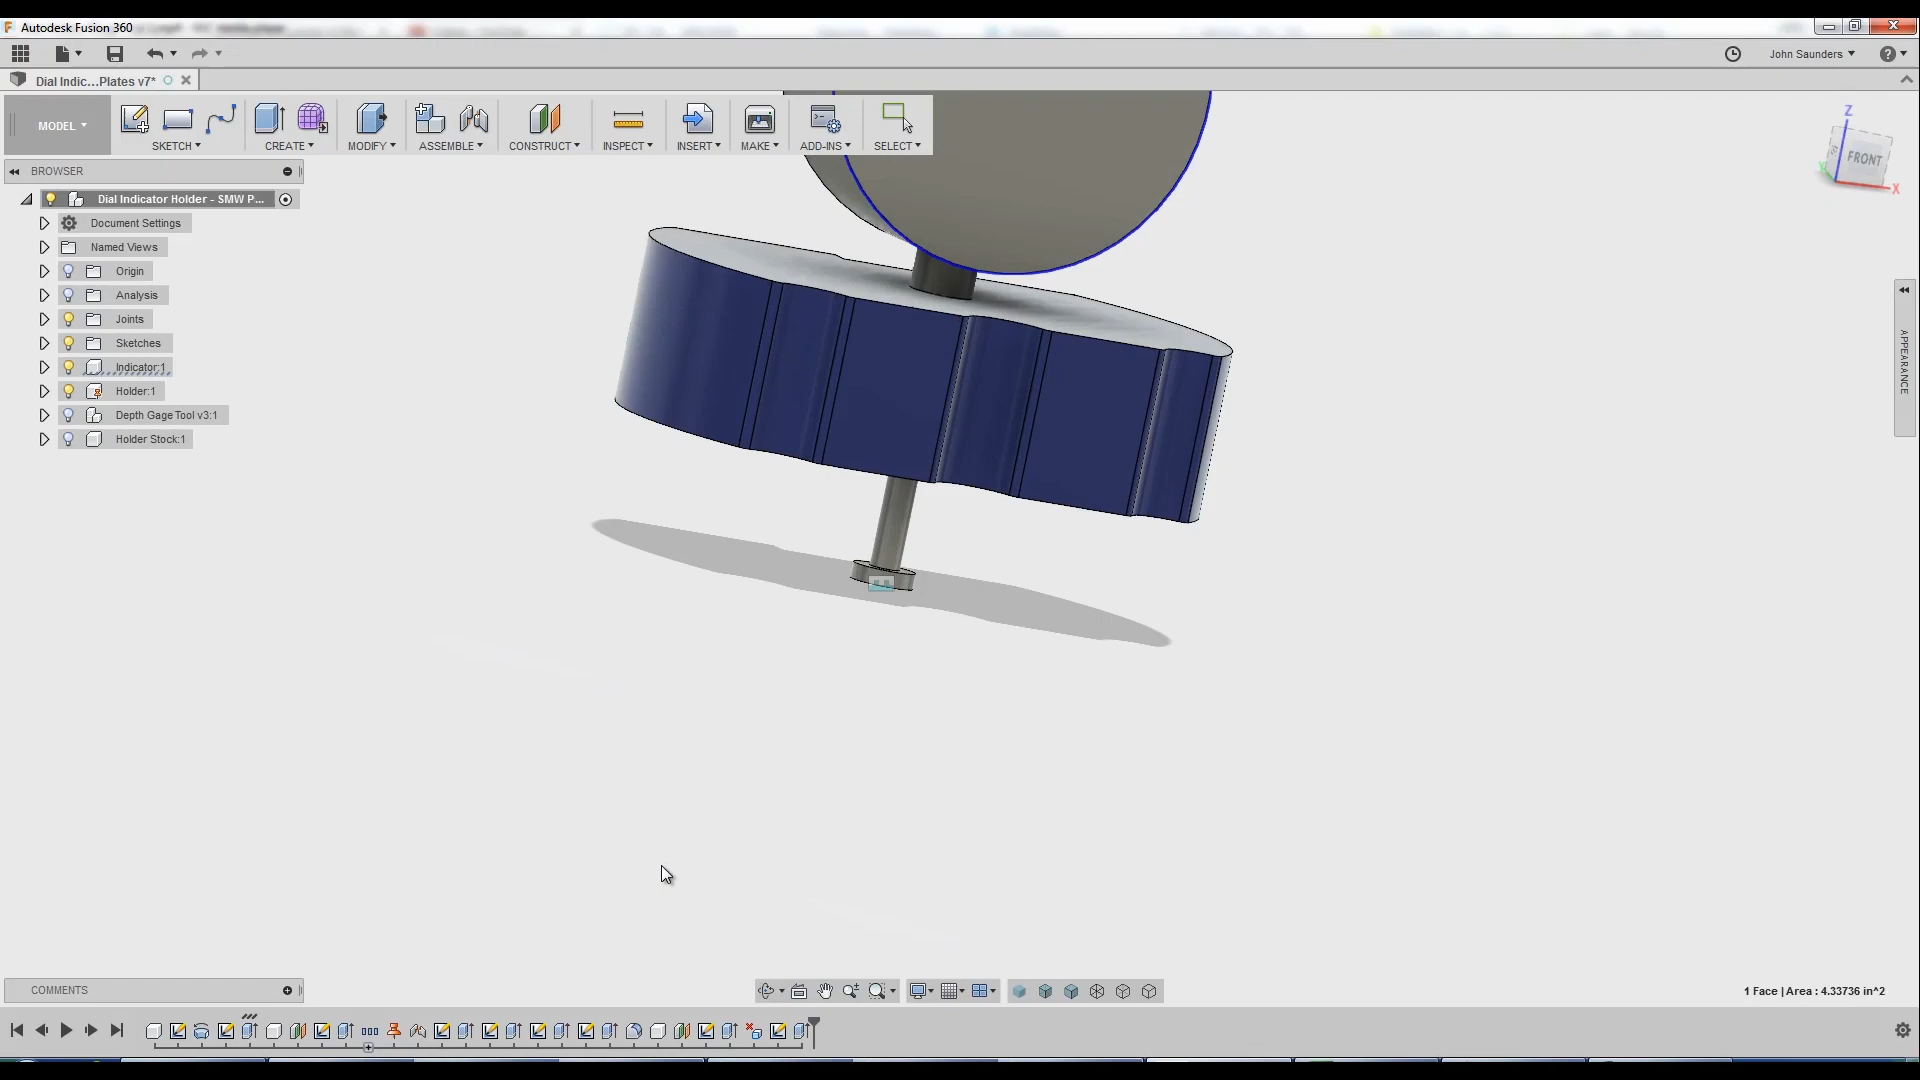 Autodesk Fusion 360
John Saunders
Dial Indic...Plates v7*
MODEL
SKETCH
CREATE
MODIFY
ASSEMBLE
CONSTRUCT
INSPECT
INSERT
MAKE
ADD-INS
SELECT
Z
FRONT
X
BROWSER
Dial Indicator Holder - SMW P...
Document Settings
Named Views
Origin
Analysis
Joints
Sketches
Indicator:1
Holder:1
Depth Gage Tool v3:1
Holder Stock:1
APPEARANCE
COMMENTS
1 Face | Area : 4.33736 in^2